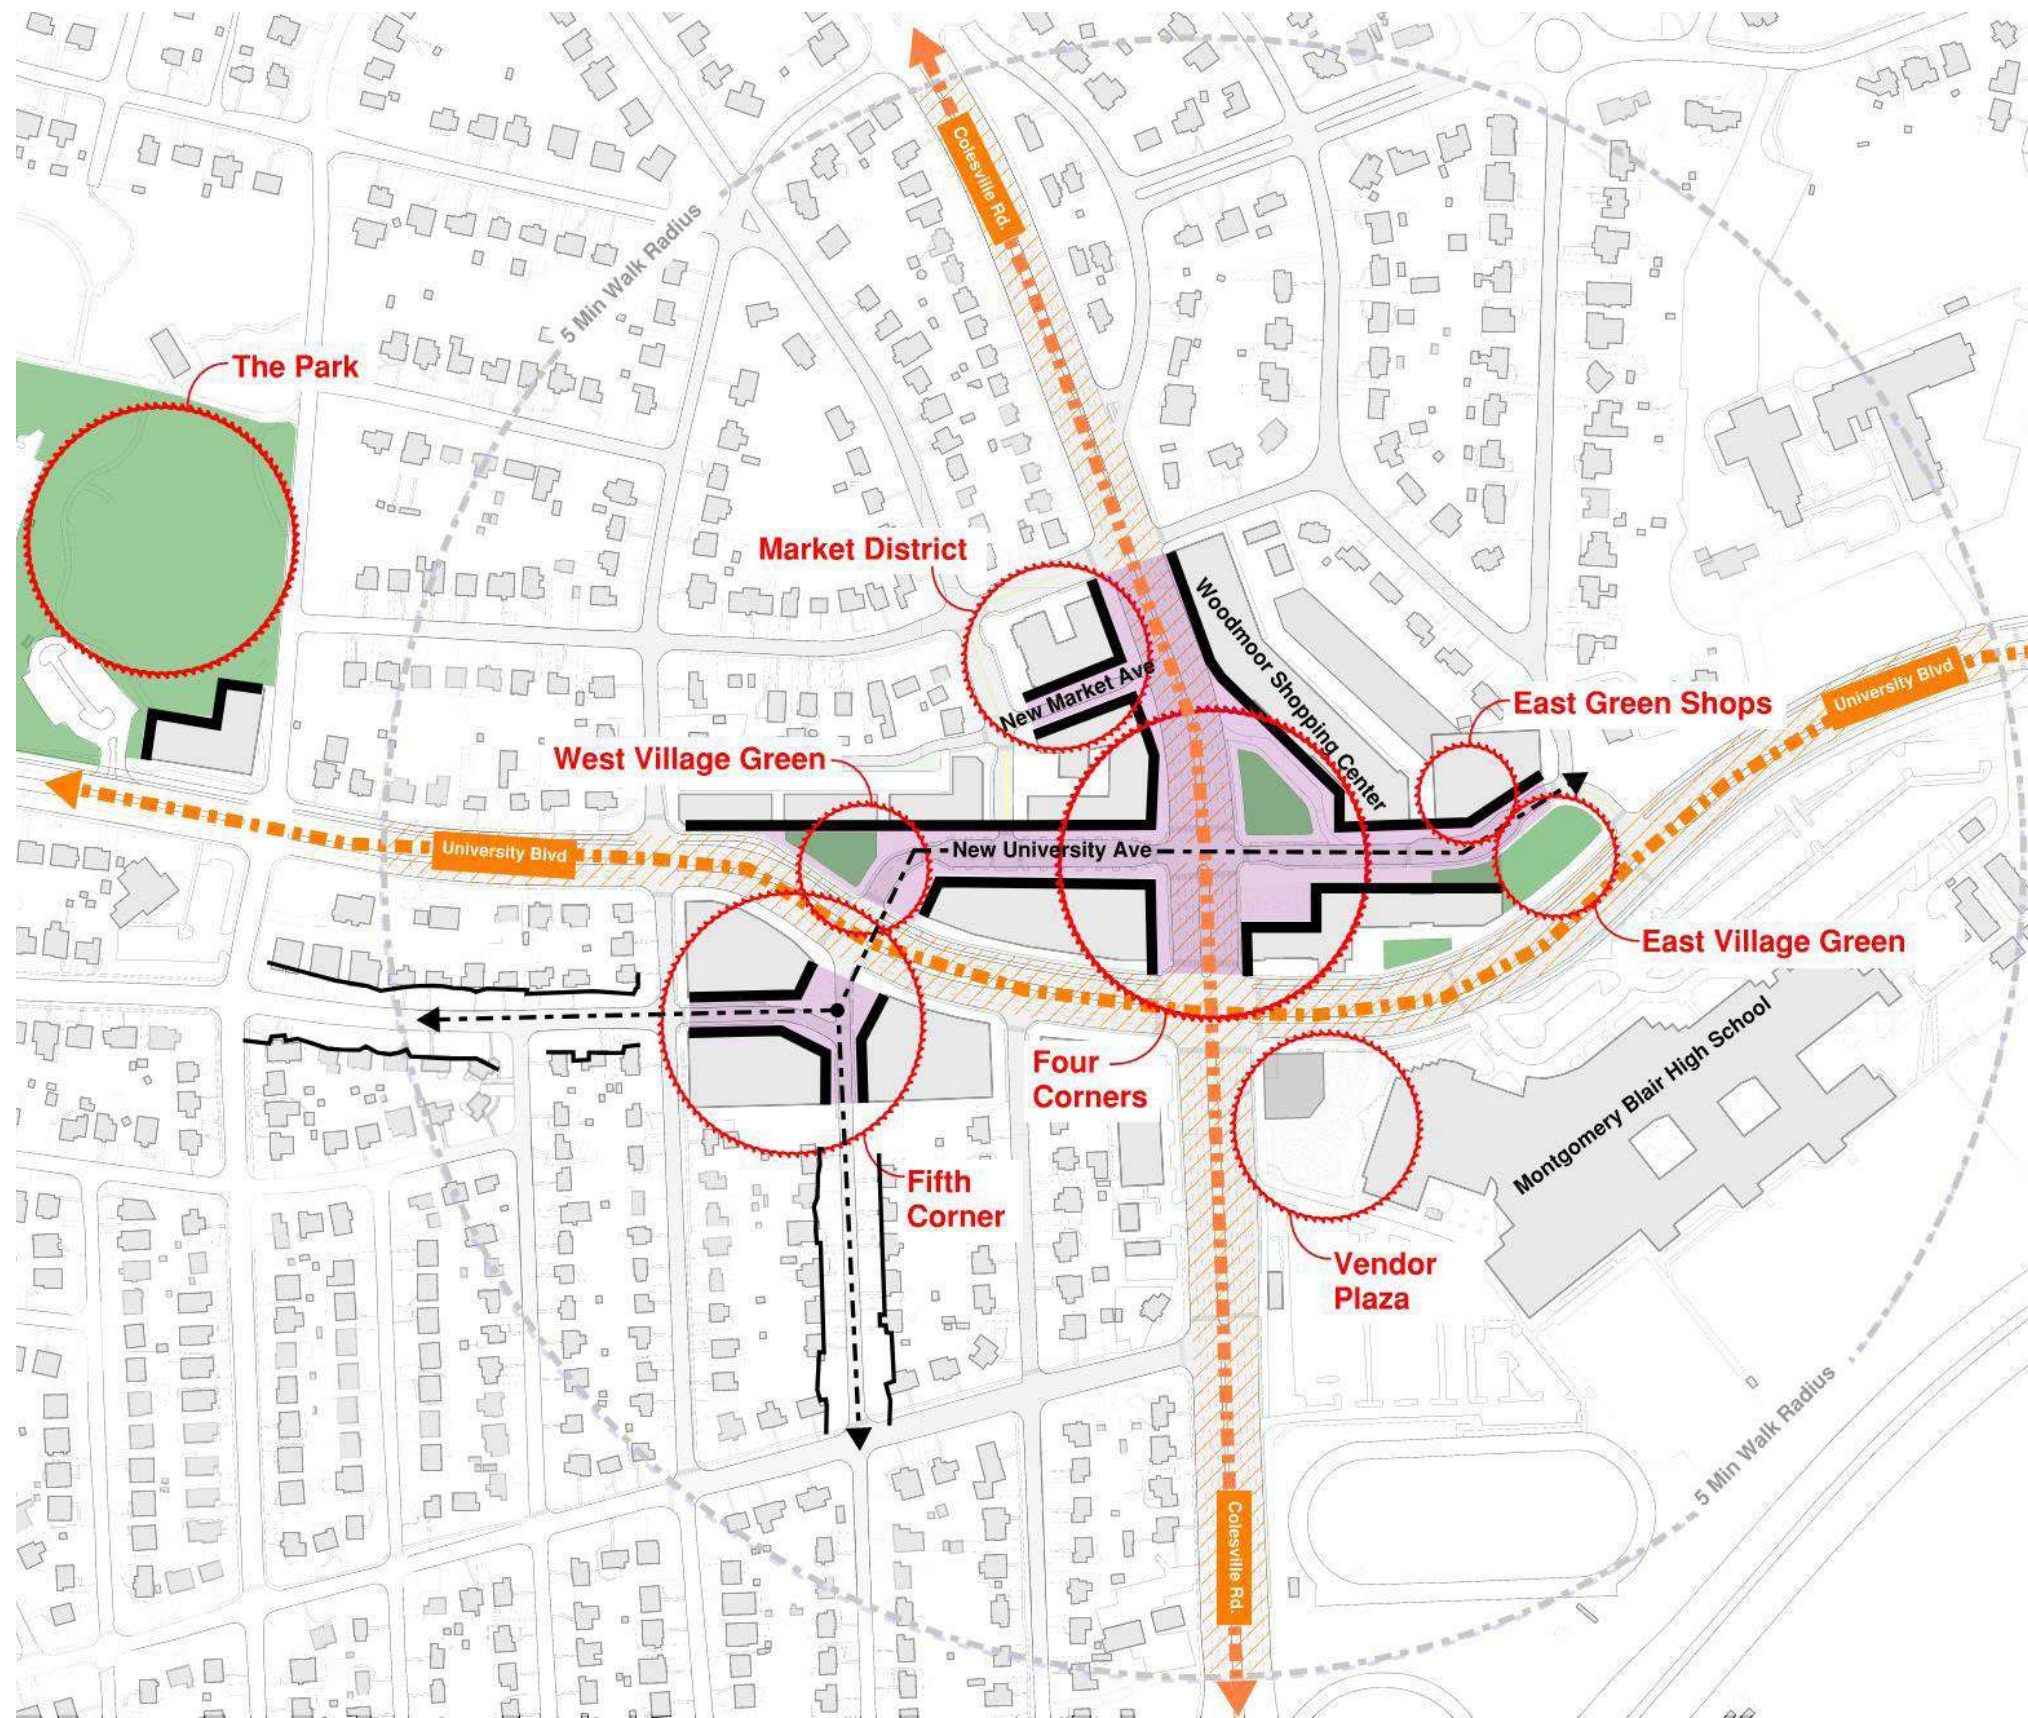 Colesville Rd.
5 Min Walk Radius
The Park
Market District
Woodmoor Shopping Center
New Market Ave
East Green Shops
University Blvd
West Village Green
University Blvd
New University Ave
East Village Green
Four
Corners
Montgomery Blair High School
Fifth
Corner
Vendor
Plaza
5 Min Walk Radius
Colesville Rd.